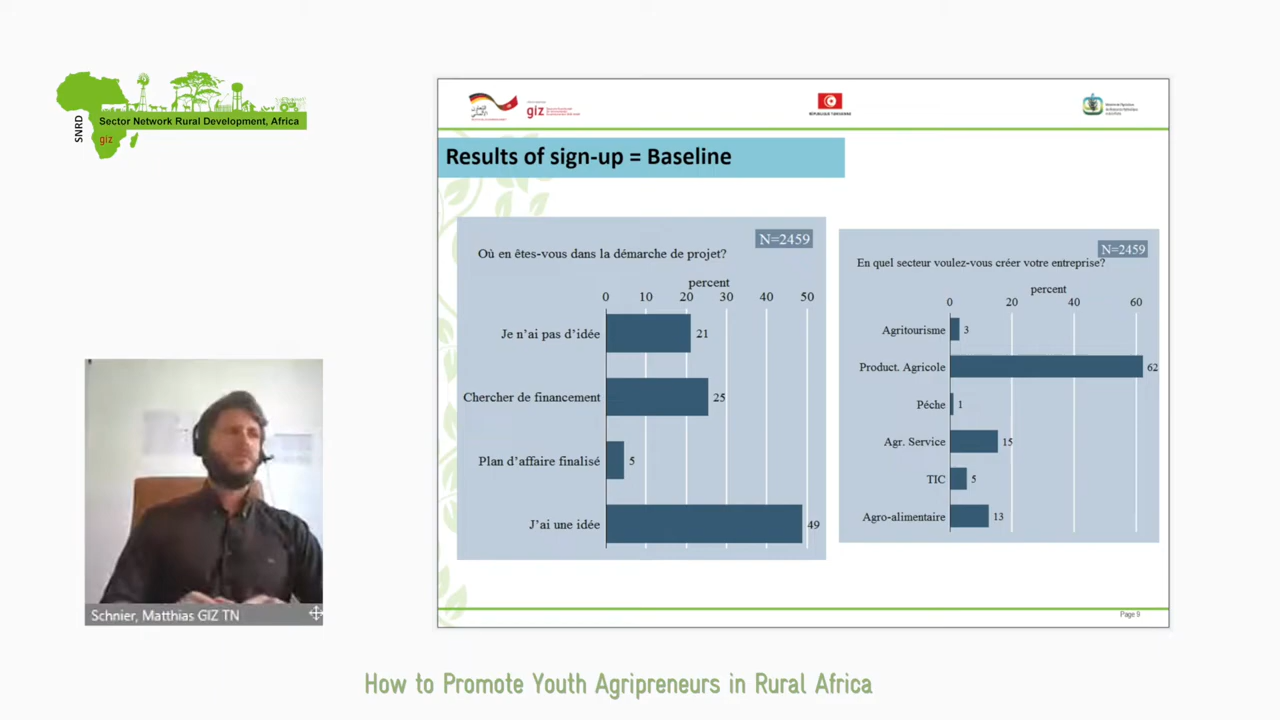 SNRD
Sector Network Rural Development, Africa
giz
giz
REPUBLIQUE TUNISIENNE
Results of sign-up = Baseline
N=2459
Où en êtes-vous dans la démarche de projet?
percent
0 10 20 30 40 50
Je n'ai pas d'idée 21
Chercher de financement 25
Plan d'affaire finalisé 5
J'ai une idée 49
N=2459
En quel secteur voulez-vous créer votre entreprise?
percent
0 20 40 60
Agritourisme 3
Product. Agricole 62
Péche 1
Agr. Service 15
TIC 5
Agro-alimentaire 13
Page 9
Schnier, Matthias GIZ TN
How to Promote Youth Agripreneurs in Rural Africa